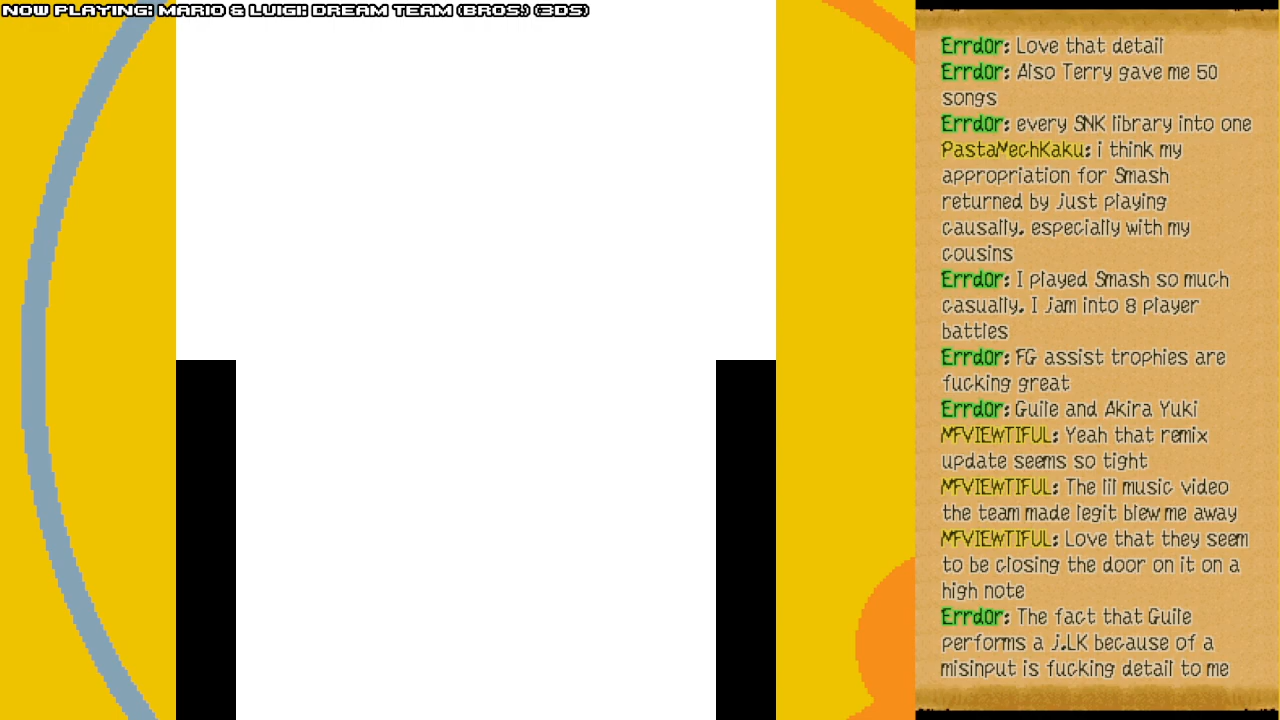 NOW PLAYING: MARIO & LUIGI: DREAM TEAM (BROS.) (3DS)
Errd0r: Love that detail
Errd0r: Also Terry gave me 50
songs
Errd0r: every SNK library into one
PastaMechKaku: i think my
appropriation for Smash
returned by just playing
causally. especially with my
cousins
Errd0r: I played Smash so much
casually. I jam into 8 player
battles
Errd0r: FG assist trophies are
fucking great
Errd0r: Guile and Akira Yuki
MFVIEWTIFUL: Yeah that remix
update seems so tight
MFVIEWTIFUL: The lil music video
the team made legit blew me away
MFVIEWTIFUL: Love that they seem
to be closing the door on it on a
high note
Errd0r: The fact that Guile
performs a j.LK because of a
misinput is fucking detail to me